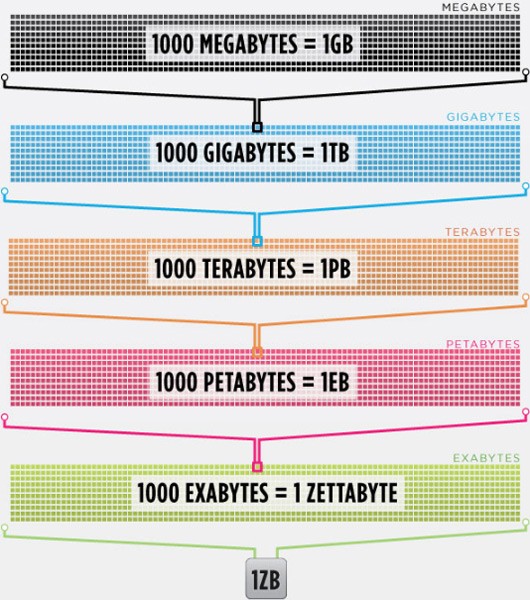 MEGABYTES
1000 MEGABYTES = 1GB
GIGABYTES
1000 GIGABYTES = 1TB
TERABYTES
1000 TERABYTES = 1PB
PETABYTES
1000 PETABYTES = 1EB
EXABYTES
1000 EXABYTES = 1 ZETTABYTE
1ZB